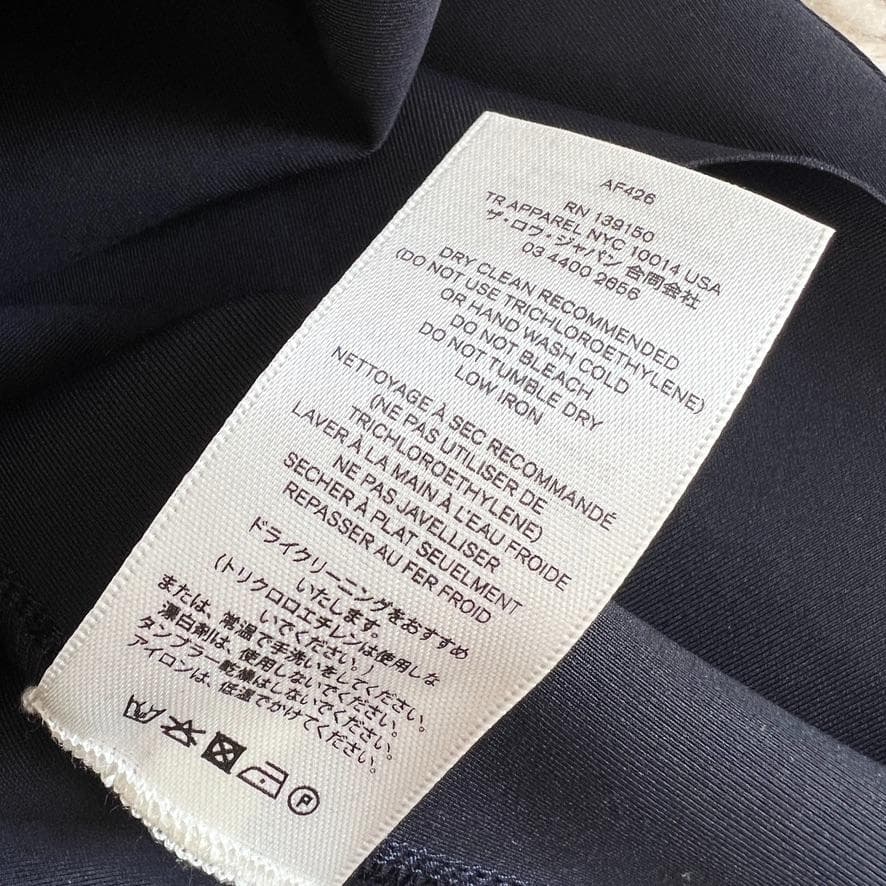 AF426
RN 139150
TR APPAREL NYC 10014 USA
ザ・ロウ・ジャパン 合同会社
03 4400 2656
DRY CLEAN RECOMMENDED
(DO NOT USE TRICHLOROETHYLENE)
OR HAND WASH COLD
DO NOT BLEACH
DO NOT TUMBLE DRY
LOW IRON
NETTOYAGE À SEC RECOMMANDÉ
(NE PAS UTILISER DE
TRICHLOROETHYLENE)
LAVER À LA MAIN À L'EAU FROIDE
NE PAS JAVELLISER
SECHER À PLAT SEUELMENT
REPASSER AU FER FROID
ドライクリーニングをおすすめ
いたします。
(トリクロロエチレンは使用しな
いでください。)
または、常温で手洗いをしてください。
漂白剤は、使用しないでください。
タンブラー乾燥はしないでください。
アイロンは、低温でかけてください。
P